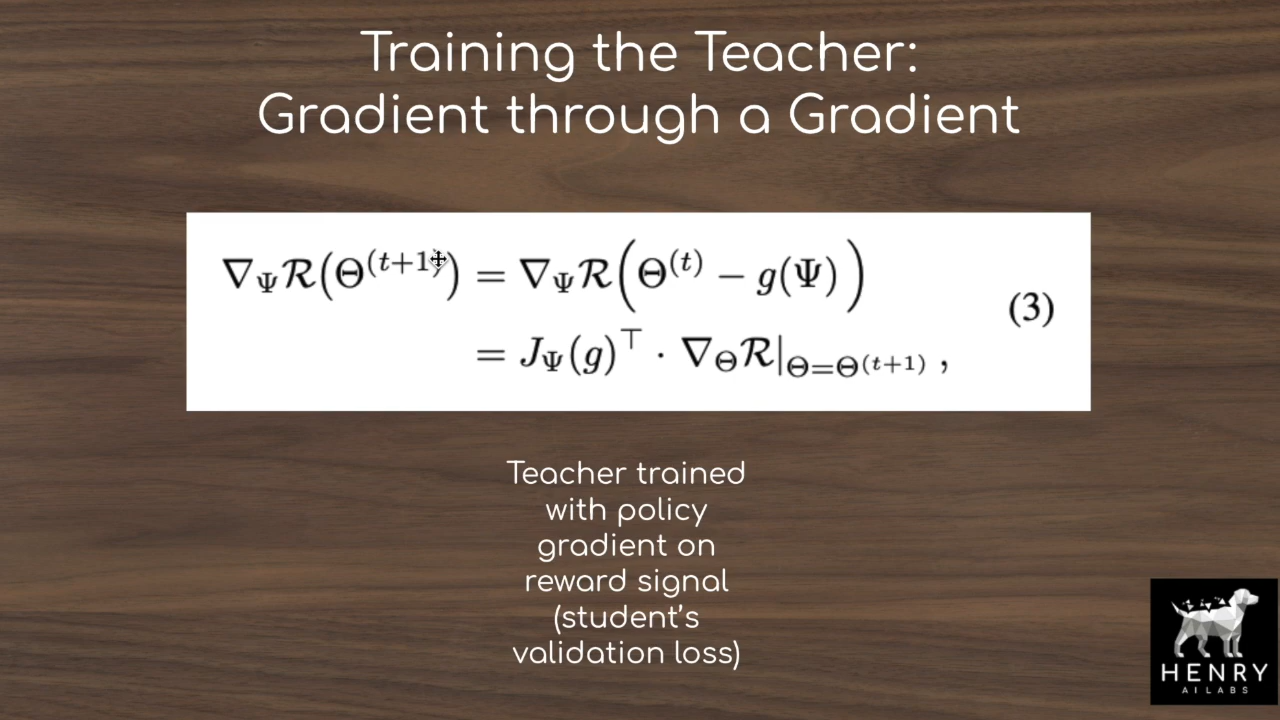 Training the Teacher:
Gradient through a Gradient
∇_Ψ ℛ(Θ^(t+1)) = ∇_Ψ ℛ(Θ^(t) − g(Ψ))
= J_Ψ(g)^⊤ · ∇_Θ ℛ|_Θ=Θ^(t+1) ,
(3)
Teacher trained
with policy
gradient on
reward signal
(student’s
validation loss)
HENRY
AI LABS